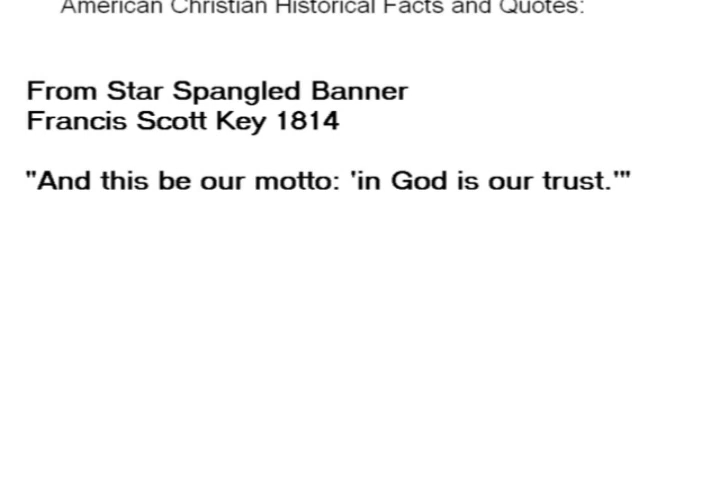 American Christian Historical Facts and Quotes:
From Star Spangled Banner
Francis Scott Key 1814
"And this be our motto: 'in God is our trust.'"